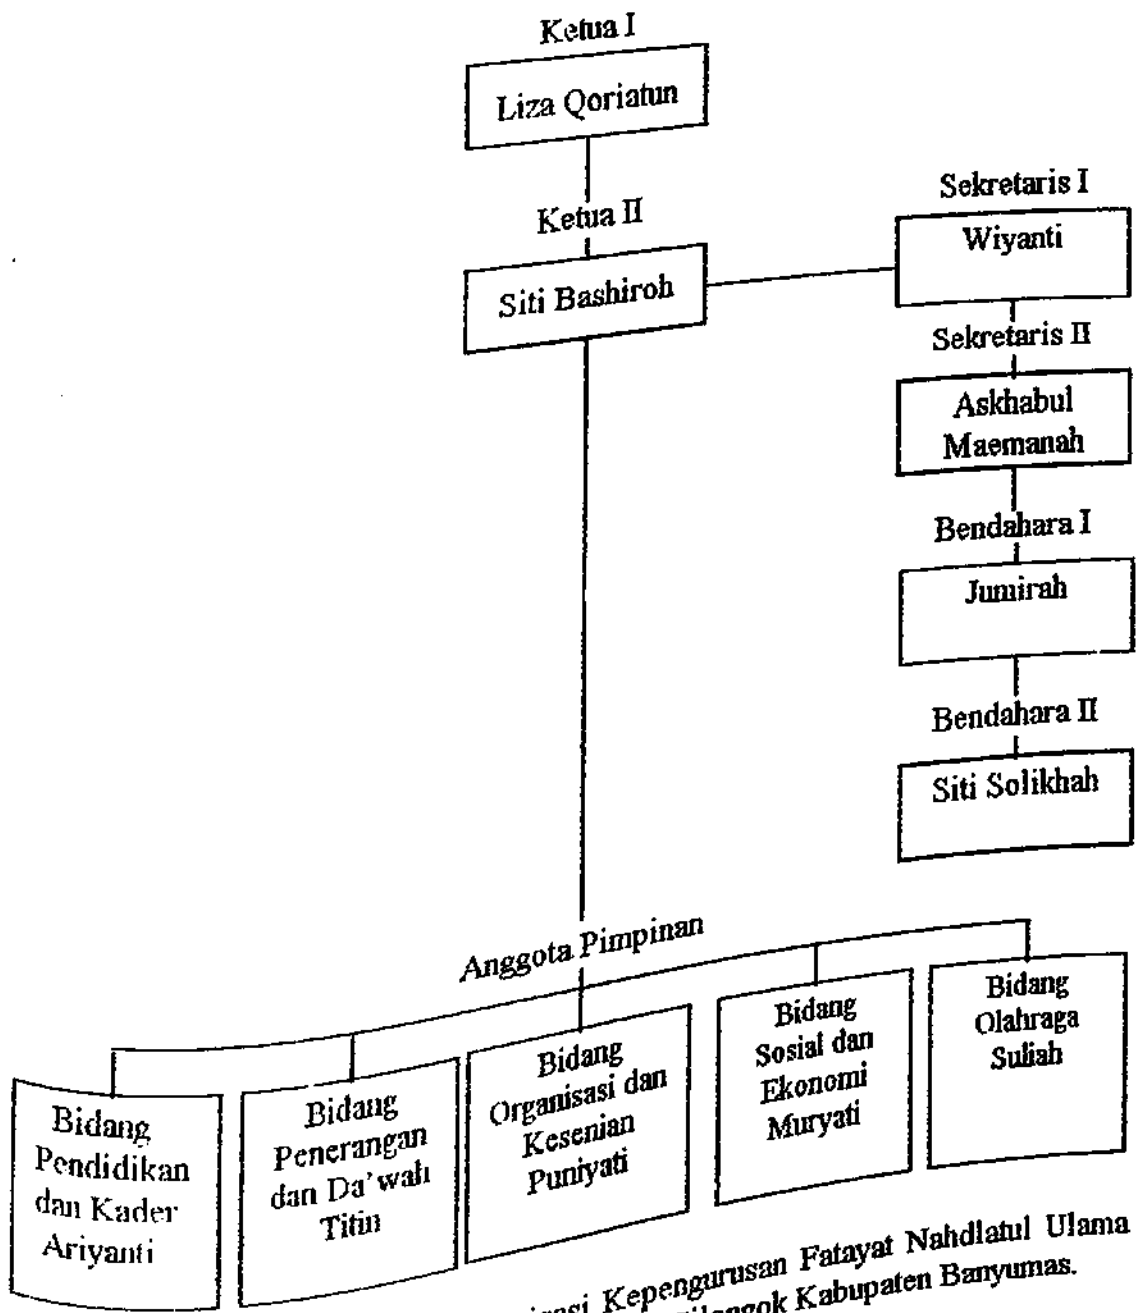 Ketua I
Liza Qoriatun
Ketua II
Siti Bashiroh
Sekretaris I
Wiyanti
Sekretaris II
Askhabul
Maemanah
Bendahara I
Jumirah
Bendahara II
Siti Solikhah
Anggota Pimpinan
Bidang
Pendidikan
dan Kader
Ariyanti
Bidang
Penerangan
dan Da'wah
Titin
Bidang
Organisasi dan
Kesenian
Puniyati
Bidang
Sosial dan
Ekonomi
Muryati
Bidang
Olahraga
Suliah
Kepengurusan Fatayat Nahdlatul Ulama
Kabupaten Banyumas.